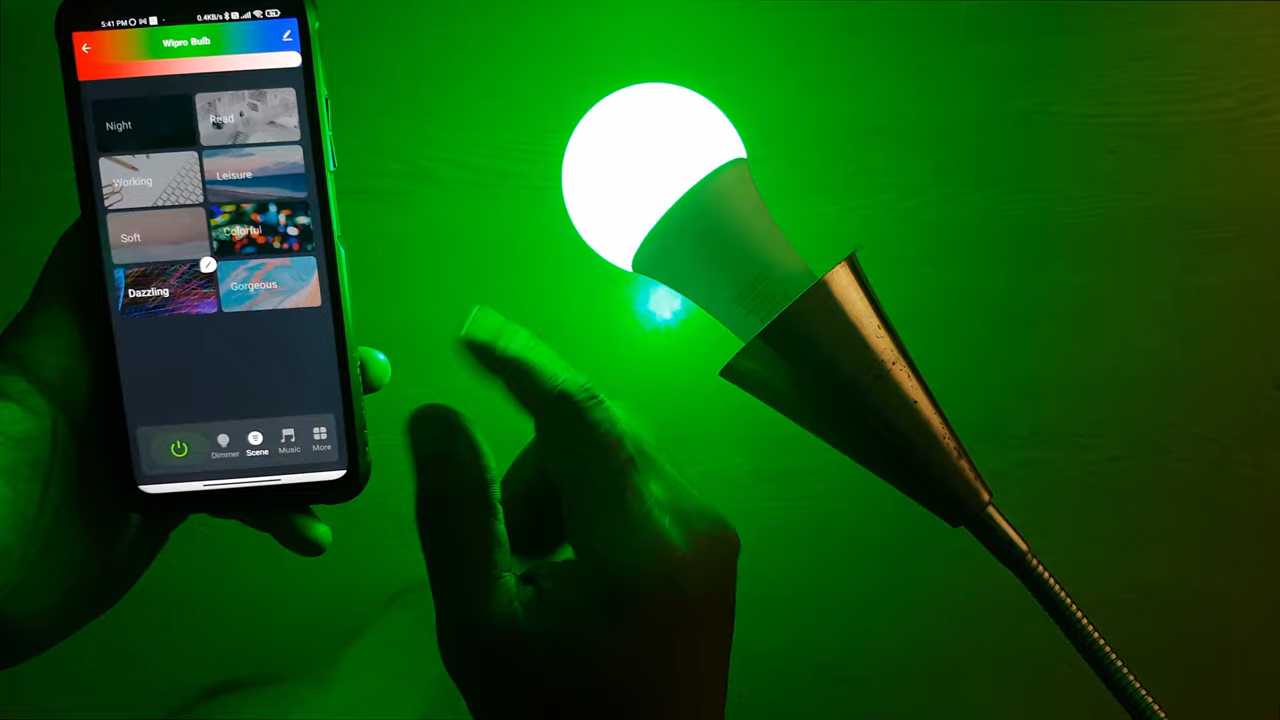 5:41 PM
0.4KB/s
Wipro Bulb
Night
Read
Working
Leisure
Soft
Colorful
Dazzling
Gorgeous
Dimmer
Scene
Music
More